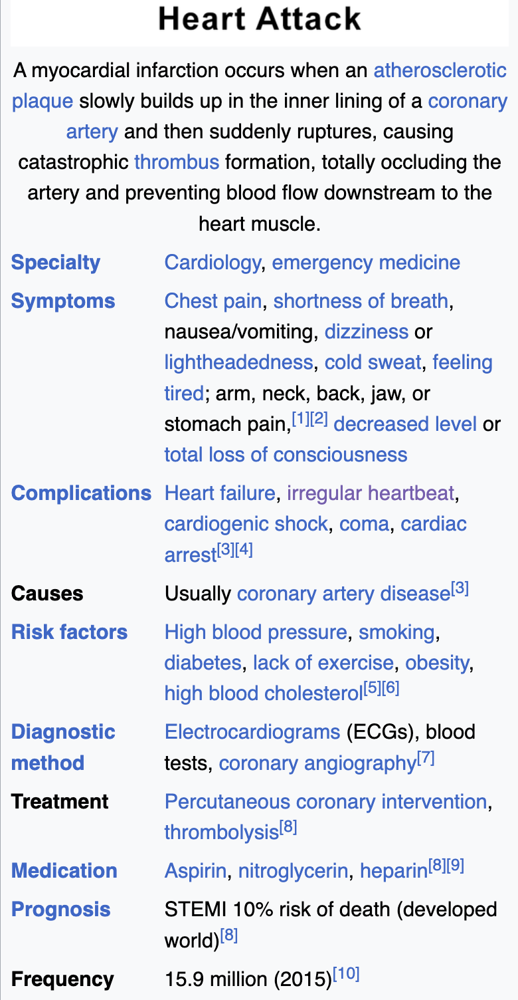 Heart Attack
A myocardial infarction occurs when an atherosclerotic
plaque slowly builds up in the inner lining of a coronary
artery and then suddenly ruptures, causing
catastrophic thrombus formation, totally occluding the
artery and preventing blood flow downstream to the
heart muscle.
Specialty Cardiology, emergency medicine
Symptoms Chest pain, shortness of breath,
nausea/vomiting, dizziness or
lightheadedness, cold sweat, feeling
tired; arm, neck, back, jaw, or
stomach pain,[1][2] decreased level or
total loss of consciousness
Complications Heart failure, irregular heartbeat,
cardiogenic shock, coma, cardiac
arrest[3][4]
Causes Usually coronary artery disease[3]
Risk factors High blood pressure, smoking,
diabetes, lack of exercise, obesity,
high blood cholesterol[5][6]
Diagnostic Electrocardiograms (ECGs), blood
method tests, coronary angiography[7]
Treatment Percutaneous coronary intervention,
thrombolysis[8]
Medication Aspirin, nitroglycerin, heparin[8][9]
Prognosis STEMI 10% risk of death (developed
world)[8]
Frequency 15.9 million (2015)[10]